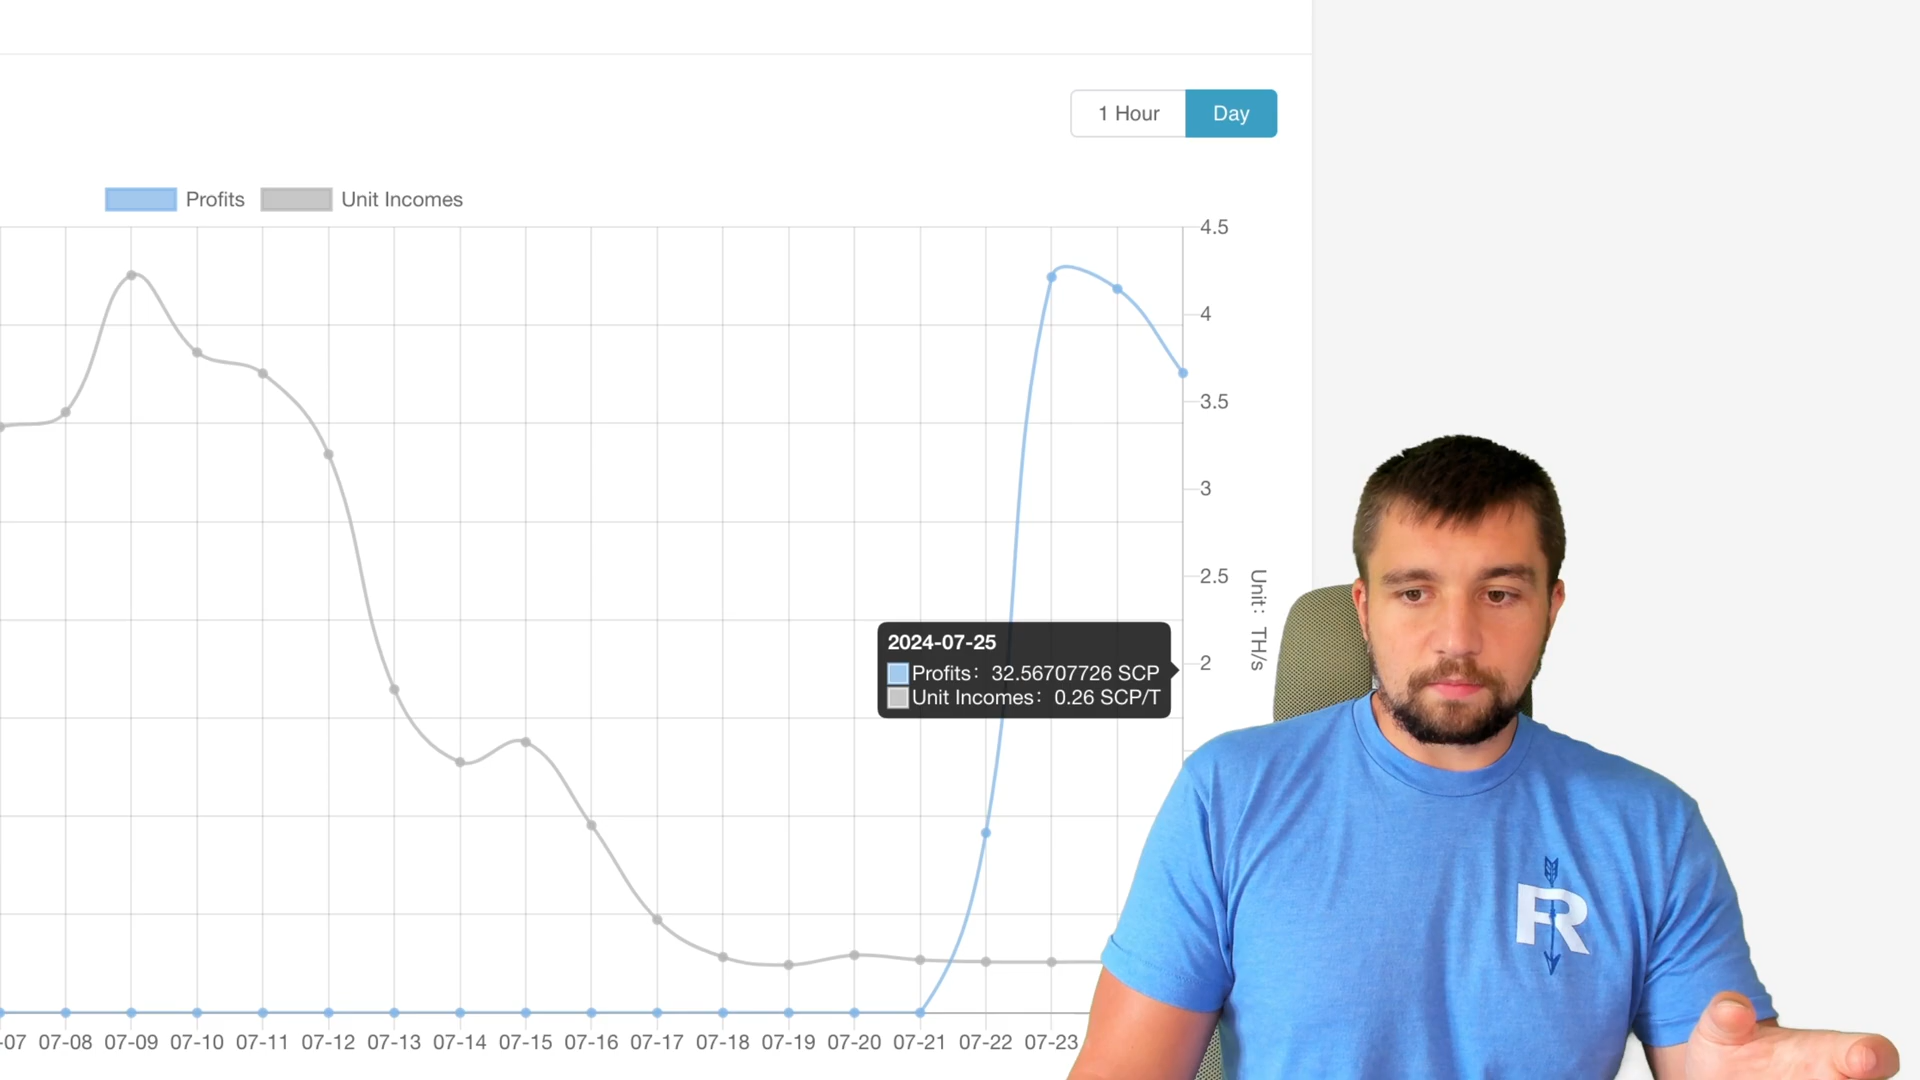 1 Hour Day
Profits Unit Incomes
4.5
4
3.5
3
2.5
2
Unit: TH/s
2024-07-25
Profits: 32.56707726 SCP
Unit Incomes: 0.26 SCP/T
-07 07-08 07-09 07-10 07-11 07-12 07-13 07-14 07-15 07-16 07-17 07-18 07-19 07-20 07-21 07-22 07-23
R